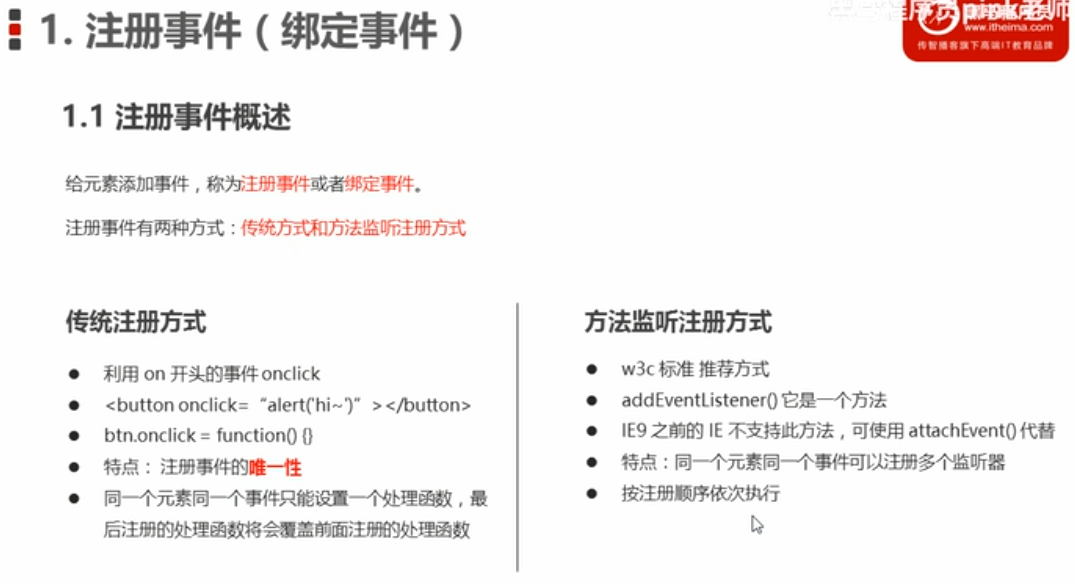 1. 注册事件（绑定事件）
www.itheima.com
传智播客旗下高端IT教育品牌
1.1 注册事件概述
给元素添加事件，称为注册事件或者绑定事件。
注册事件有两种方式：传统方式和方法监听注册方式
传统注册方式
利用 on 开头的事件 onclick
<button onclick= “alert('hi~')” ></button>
btn.onclick = function() {}
特点： 注册事件的唯一性
同一个元素同一个事件只能设置一个处理函数，最
后注册的处理函数将会覆盖前面注册的处理函数
方法监听注册方式
w3c 标准 推荐方式
addEventListener() 它是一个方法
IE9 之前的 IE 不支持此方法，可使用 attachEvent() 代替
特点：同一个元素同一个事件可以注册多个监听器
按注册顺序依次执行